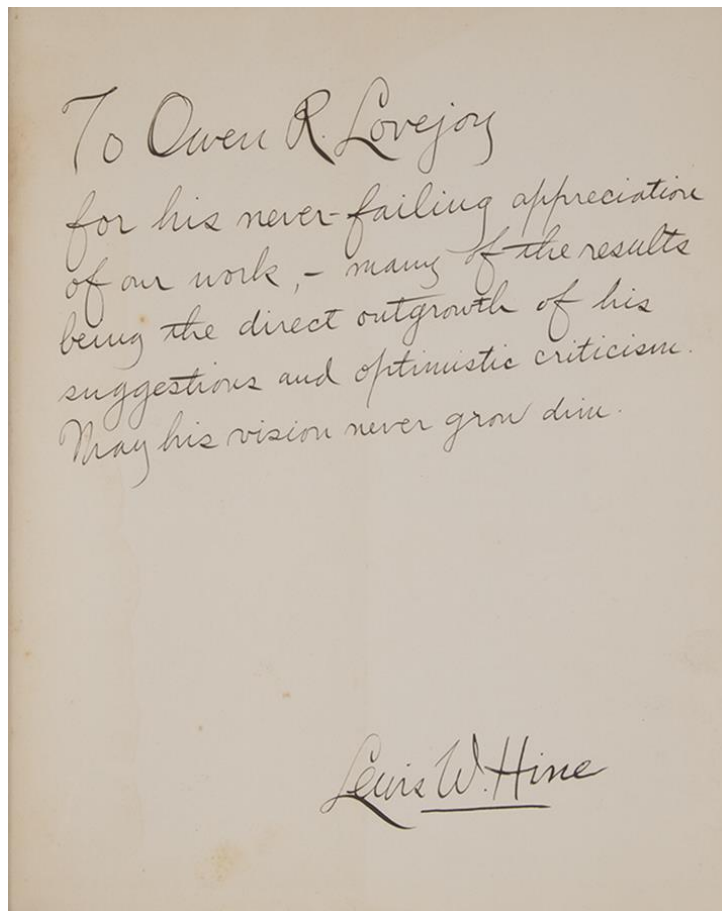 To Owen R. Lovejoy
for his never-failing appreciation
of our work, - many of the results
being the direct outgrowth of his
suggestions and optimistic criticism.
May his vision never grow dim.
Lewis W. Hine